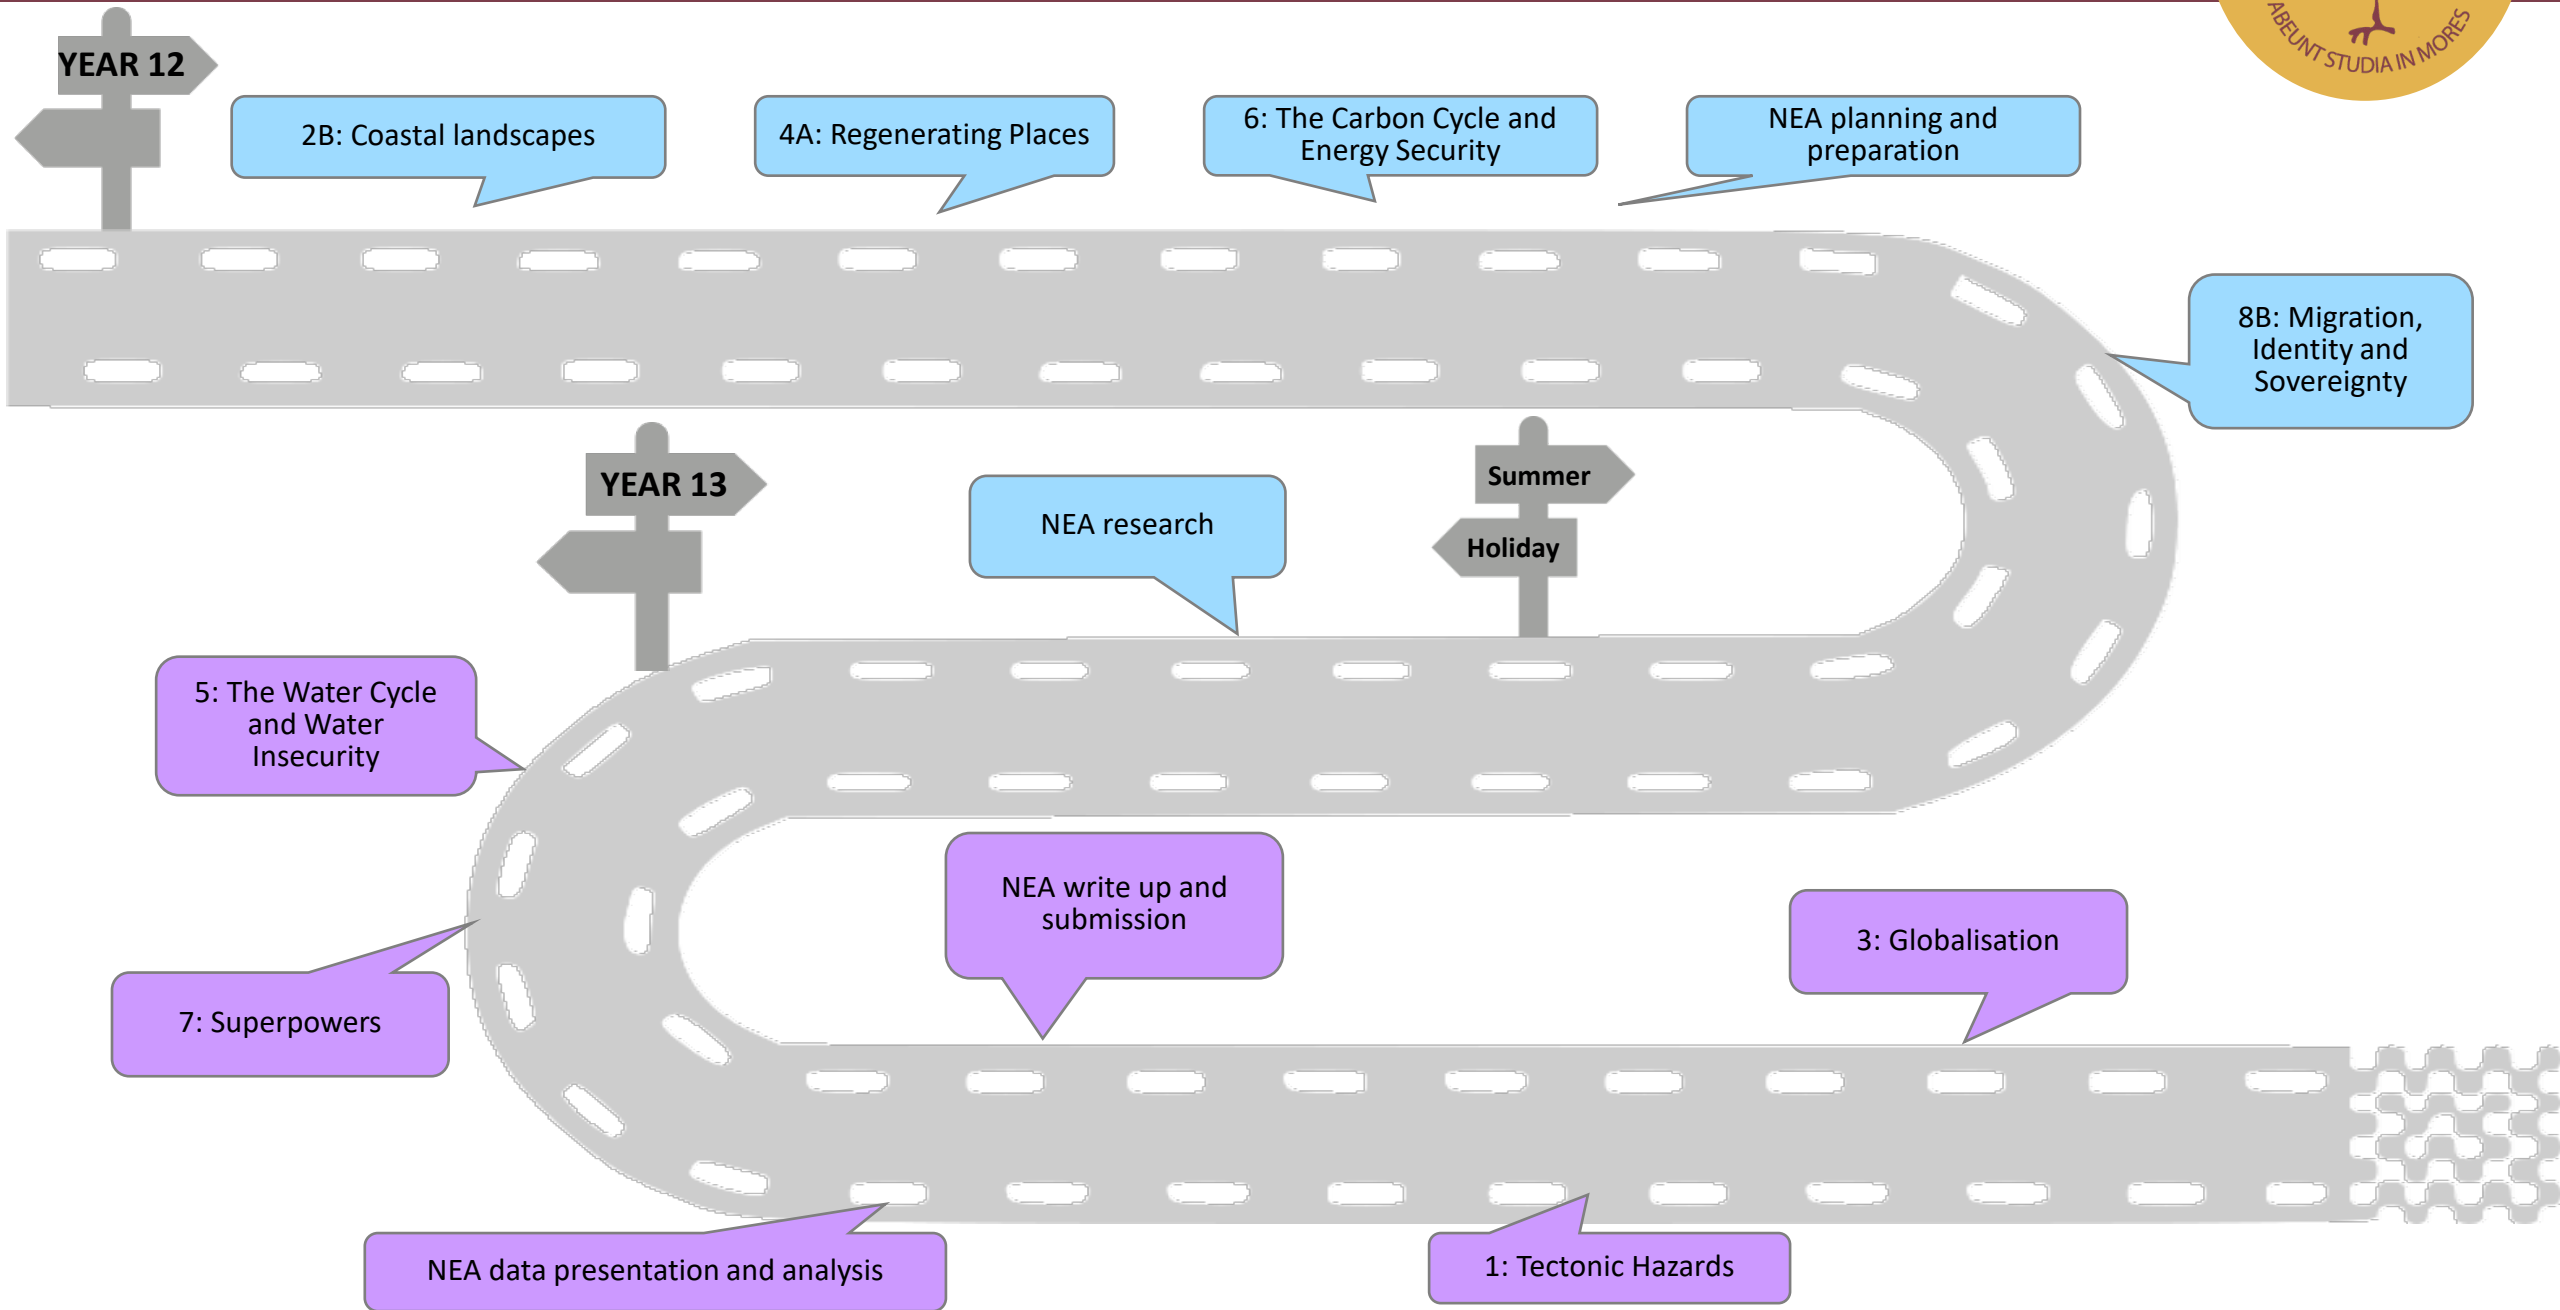 ABEUNT STUDIA IN MORES
YEAR 12
2B: Coastal landscapes
4A: Regenerating Places
6: The Carbon Cycle and
Energy Security
NEA planning and
preparation
8B: Migration,
Identity and
Sovereignty
YEAR 13
NEA research
Summer
Holiday
5: The Water Cycle
and Water
Insecurity
NEA write up and
submission
3: Globalisation
7: Superpowers
NEA data presentation and analysis
1: Tectonic Hazards